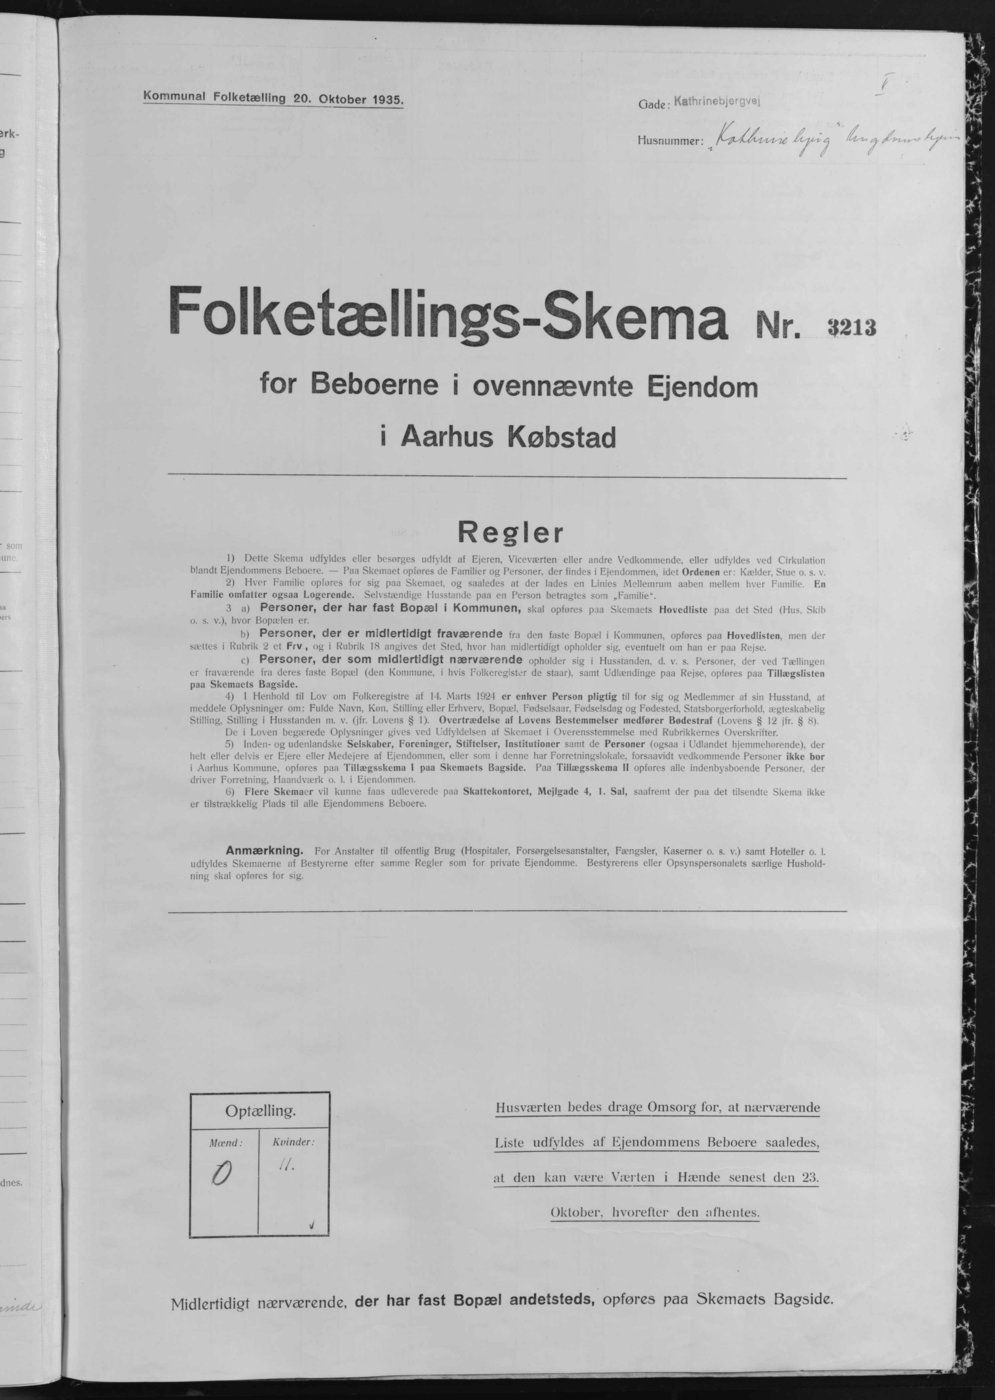 Kommunal Folketælling 20. Oktober 1935.
V
Gade: Kathrinebjergvej
Husnummer: „Kathrinebjerg" Ungdomshjem
Folketællings-Skema Nr. 3213
for Beboerne i ovennævnte Ejendom
i Aarhus Købstad
Regler
1) Dette Skema udfyldes eller besørges udfyldt af Ejeren, Viceværten eller andre Vedkommende, eller udfyldes ved Cirkulation
blandt Ejendommens Beboere. — Paa Skemaet opføres de Familier og Personer, der findes i Ejendommen, idet Ordenen er: Kælder, Stue o. s. v.
2) Hver Familie opføres for sig paa Skemaet, og saaledes at der lades en Linies Mellemrum aaben mellem hver Familie. En
Familie omfatter ogsaa Logerende. Selvstændige Husstande paa en Person betragtes som „Familie".
3 a) Personer, der har fast Bopæl i Kommunen, skal opføres paa Skemaets Hovedliste paa det Sted (Hus, Skib
o. s. v.), hvor Bopælen er.
b) Personer, der er midlertidigt fraværende fra den faste Bopæl i Kommunen, opføres paa Hovedlisten, men der
sættes i Rubrik 2 et Frv., og i Rubrik 18 angives det Sted, hvor han midlertidigt opholder sig, eventuelt om han er paa Rejse.
c) Personer, der som midlertidigt nærværende opholder sig i Husstanden, d. v. s. Personer, der ved Tællingen
er fraværende fra deres faste Bopæl (den Kommune, i hvis Folkeregister de staar), samt Udlændinge paa Rejse, opføres paa Tillægslisten
paa Skemaets Bagside.
4) I Henhold til Lov om Folkeregistre af 14. Marts 1924 er enhver Person pligtig til for sig og Medlemmer af sin Husstand, at
meddele Oplysninger om: Fulde Navn, Køn, Stilling eller Erhverv, Bopæl, Fødselsaar, Fødselsdag og Fødested, Statsborgerforhold, ægteskabelig
Stilling, Stilling i Husstanden m. v. (jfr. Lovens § 1). Overtrædelse af Lovens Bestemmelser medfører Bødestraf (Lovens § 12 jfr. § 8).
De i Loven begærede Oplysninger gives ved Udfyldelsen af Skemaet i Overensstemmelse med Rubrikkernes Overskrifter.
5) Inden- og udenlandske Selskaber, Foreninger, Stiftelser, Institutioner samt de Personer (ogsaa i Udlandet hjemmehørende), der
helt eller delvis er Ejere eller Medejere af Ejendommen, eller som i denne har Forretningslokale, forsaavidt vedkommende Personer ikke bor
i Aarhus Kommune, opføres paa Tillægsskema I paa Skemaets Bagside. Paa Tillægsskema II opføres alle indenbysboende Personer, der
driver Forretning, Haandværk o. l. i Ejendommen.
6) Flere Skemaer vil kunne faas udleverede paa Skattekontoret, Mejlgade 4, 1. Sal, saafremt der paa det tilsendte Skema ikke
er tilstrækkelig Plads til alle Ejendommens Beboere.
Anmærkning. For Anstalter til offentlig Brug (Hospitaler, Forsørgelsesanstalter, Fængsler, Kaserner o. s. v.) samt Hoteller o. l.
udfyldes Skemaerne af Bestyrerne efter samme Regler som for private Ejendomme. Bestyrerens eller Opsynspersonalets særlige Hushold-
ning skal opføres for sig.
Optælling.
Mænd: Kvinder:
0 11.
Husværten bedes drage Omsorg for, at nærværende
Liste udfyldes af Ejendommens Beboere saaledes,
at den kan være Værten i Hænde senest den 23.
Oktober, hvorefter den afhentes.
Midlertidigt nærværende, der har fast Bopæl andetsteds, opføres paa Skemaets Bagside.